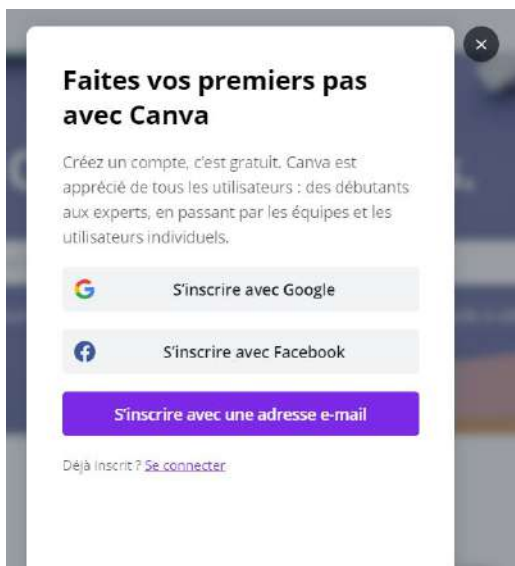 Faites vos premiers pas
avec Canva
Créez un compte, c'est gratuit. Canva est
apprécié de tous les utilisateurs : des débutants
aux experts, en passant par les équipes et les
utilisateurs individuels.
S'inscrire avec Google
S'inscrire avec Facebook
S'inscrire avec une adresse e-mail
Déjà inscrit ? Se connecter